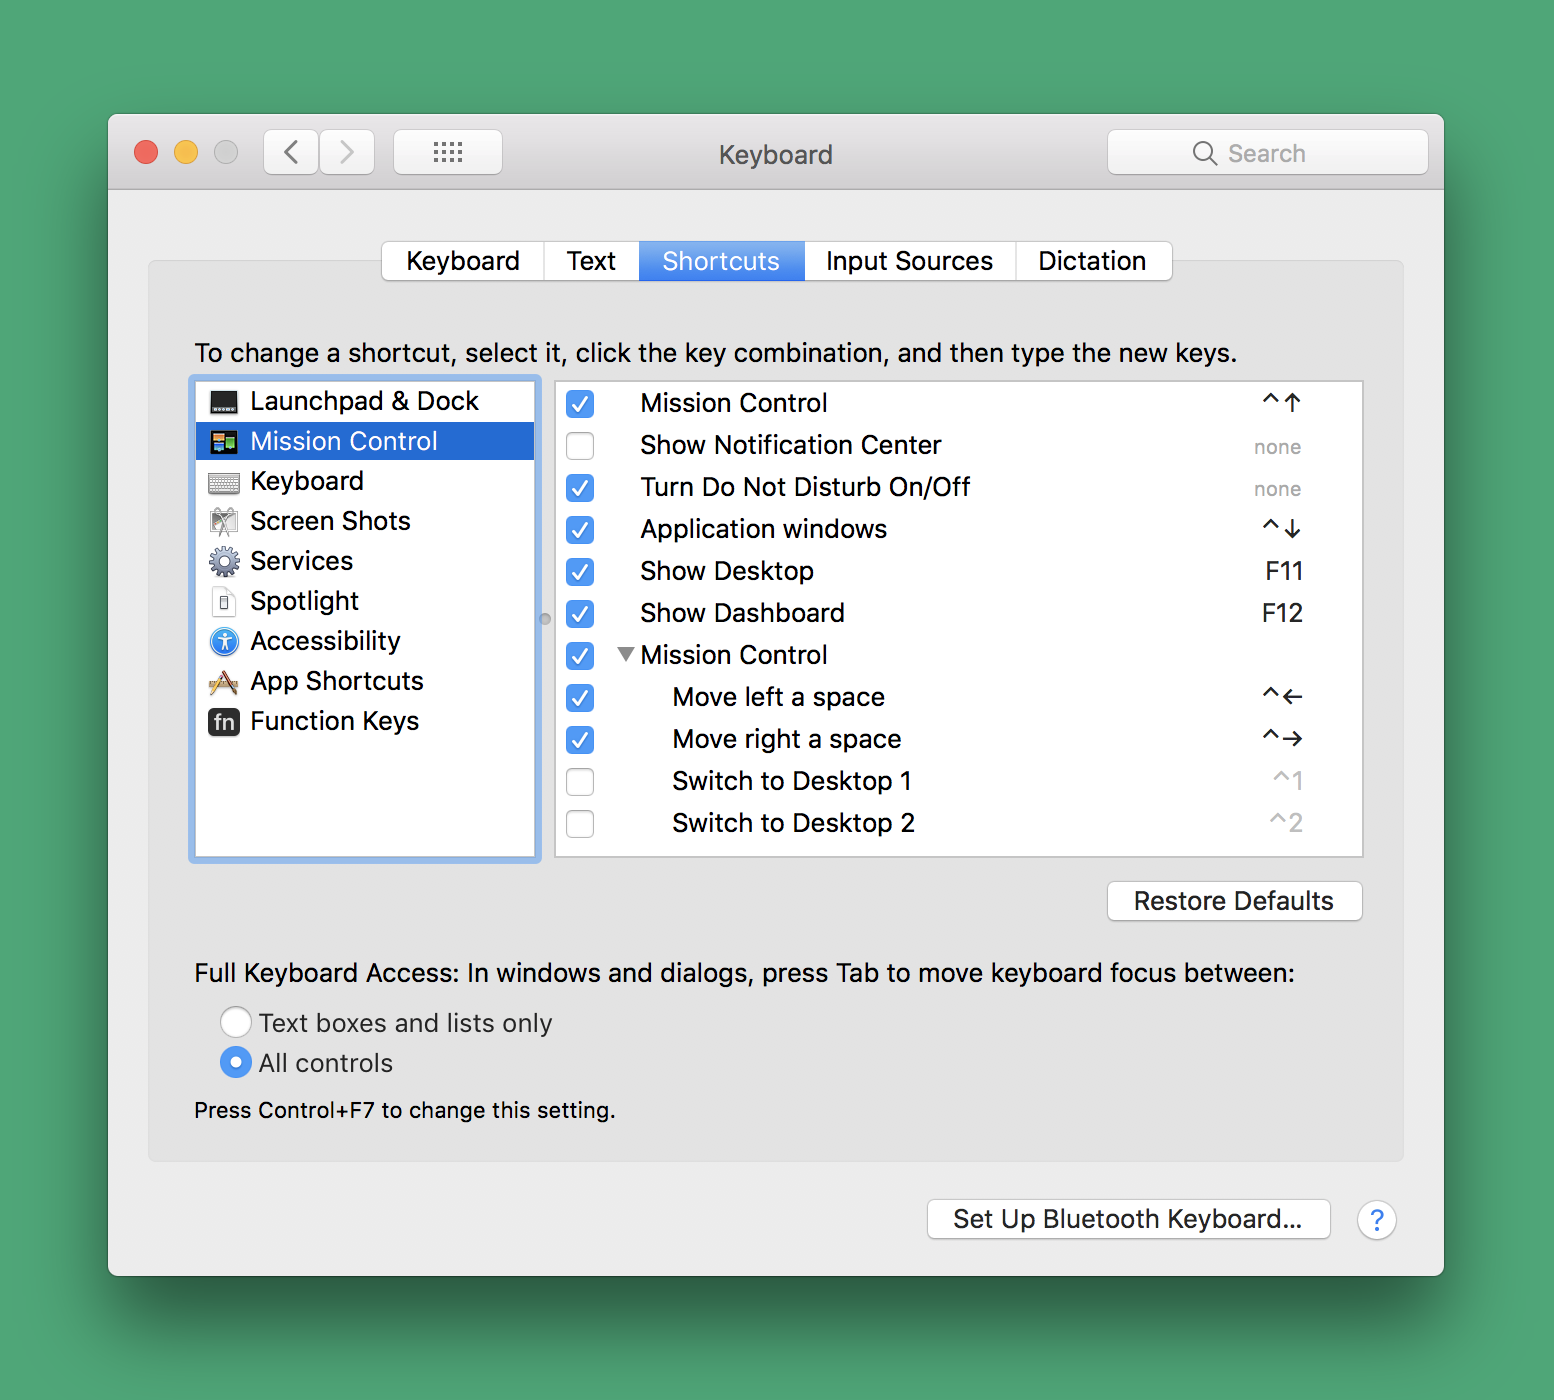 Keyboard
Search
Keyboard Text Shortcuts Input Sources Dictation
To change a shortcut, select it, click the key combination, and then type the new keys.
Launchpad & Dock
Mission Control
Keyboard
Screen Shots
Services
Spotlight
Accessibility
App Shortcuts
fn Function Keys
Mission Control ^↑
Show Notification Center none
Turn Do Not Disturb On/Off none
Application windows ^↓
Show Desktop F11
Show Dashboard F12
Mission Control
Move left a space ^←
Move right a space ^→
Switch to Desktop 1 ^1
Switch to Desktop 2 ^2
Restore Defaults
Full Keyboard Access: In windows and dialogs, press Tab to move keyboard focus between:
Text boxes and lists only
All controls
Press Control+F7 to change this setting.
Set Up Bluetooth Keyboard... ?